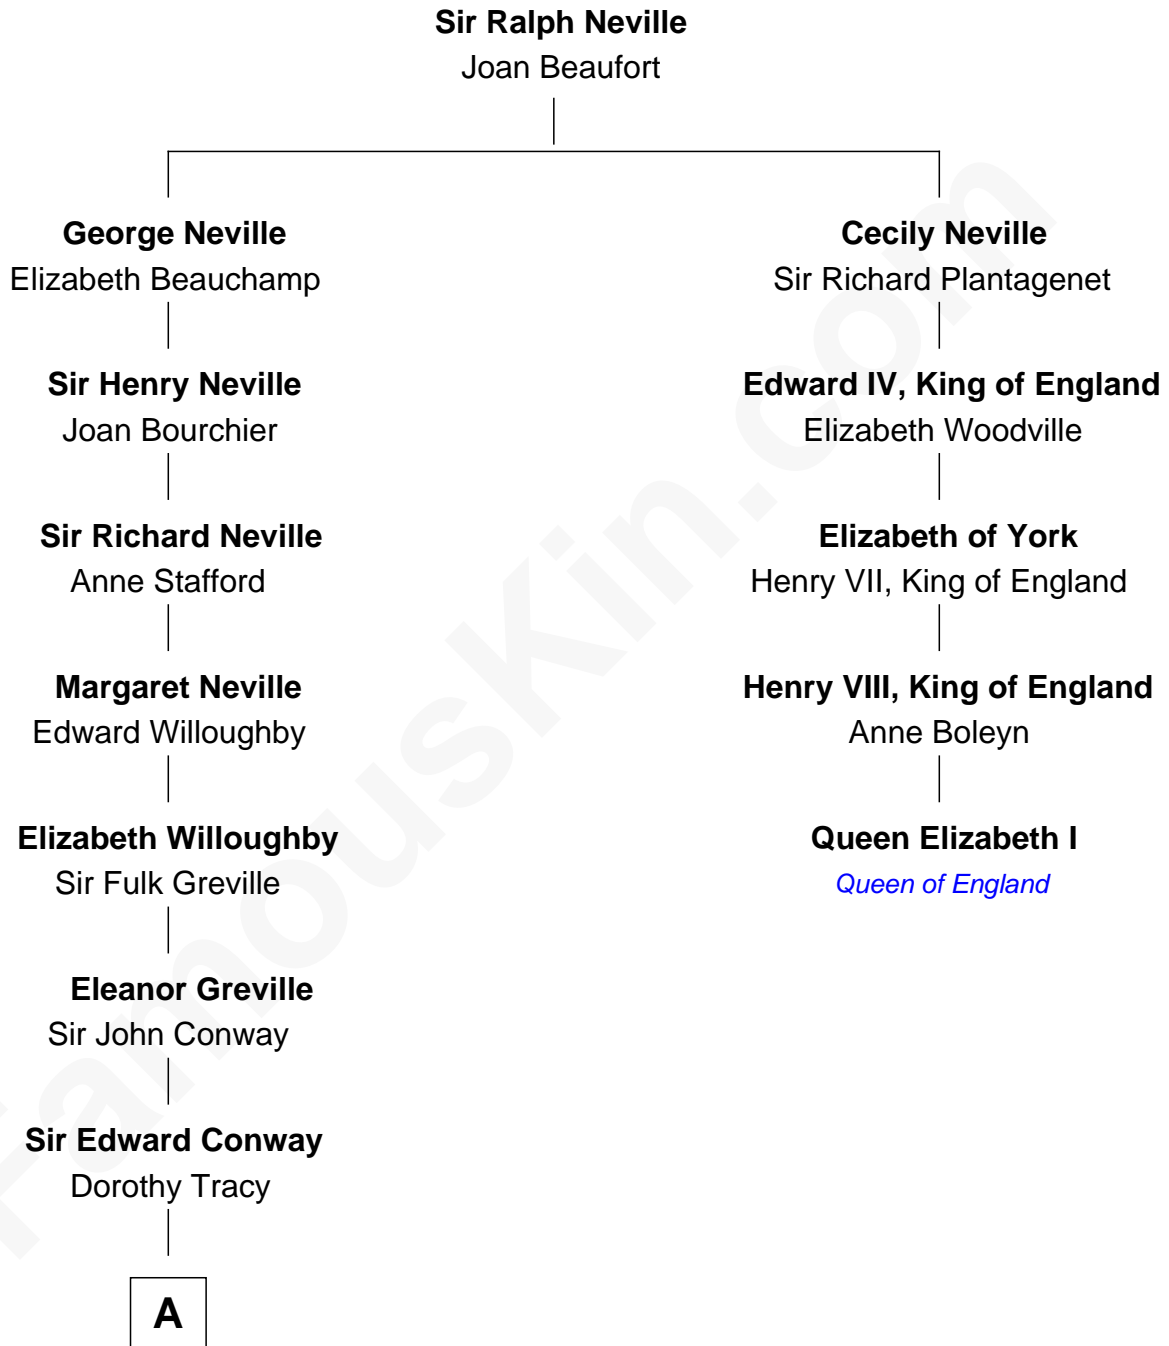 Sir Ralph Neville
Joan Beaufort
George Neville
Elizabeth Beauchamp
Cecily Neville
Sir Richard Plantagenet
Sir Henry Neville
Joan Bourchier
Edward IV, King of England
Elizabeth Woodville
Sir Richard Neville
Anne Stafford
Elizabeth of York
Henry VII, King of England
Margaret Neville
Edward Willoughby
Henry VIII, King of England
Anne Boleyn
Elizabeth Willoughby
Sir Fulk Greville
Queen Elizabeth I
Queen of England
Eleanor Greville
Sir John Conway
Sir Edward Conway
Dorothy Tracy
A
FamousKin.com